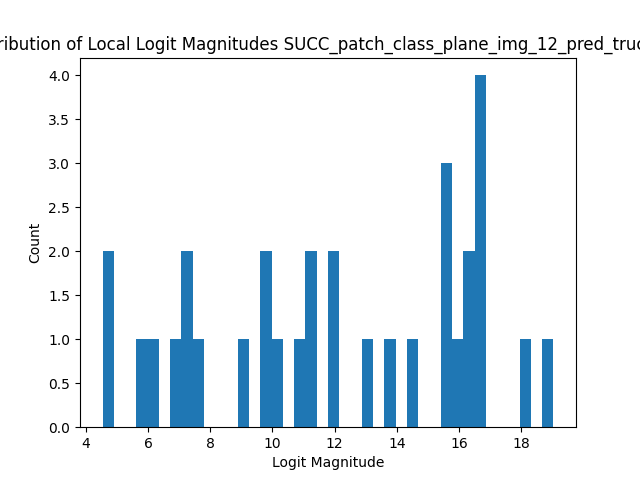 ribution of Local Logit Magnitudes SUCC_patch_class_plane_img_12_pred_truc
4.0
3.5
3.0
2.5
2.0
1.5
1.0
0.5
0.0
Count
4 6 8 10 12 14 16 18
Logit Magnitude